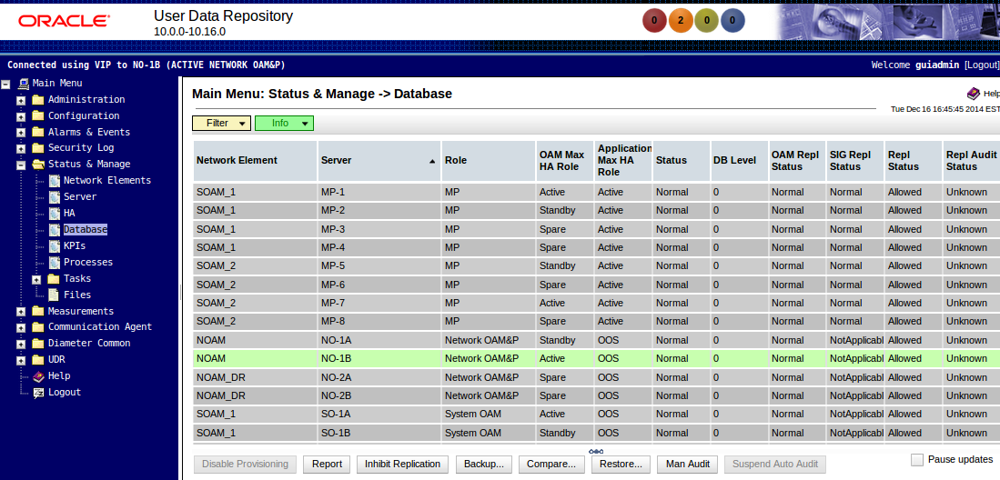 ORACLE
User Data Repository
10.0.0-10.16.0
0 2 0 0
Connected using VIP to NO-1B (ACTIVE NETWORK OAM&P)
Welcome guiadmin [Logout]
Main Menu
Administration
Configuration
Alarms & Events
Security Log
Status & Manage
Network Elements
Server
HA
Database
KPIs
Processes
Tasks
Files
Measurements
Communication Agent
Diameter Common
UDR
Help
Logout
Main Menu: Status & Manage -> Database
Help
Tue Dec 16 16:45:45 2014 EST
Filter Info
Network Element Server Role OAM Max HA Role Application Max HA Role Status DB Level OAM Repl Status SIG Repl Status Repl Status Repl Audit Status
SOAM_1 MP-1 MP Active Active Normal 0 Normal Normal Allowed Unknown
SOAM_1 MP-2 MP Standby Active Normal 0 Normal Normal Allowed Unknown
SOAM_1 MP-3 MP Spare Active Normal 0 Normal Normal Allowed Unknown
SOAM_1 MP-4 MP Spare Active Normal 0 Normal Normal Allowed Unknown
SOAM_2 MP-5 MP Standby Active Normal 0 Normal Normal Allowed Unknown
SOAM_2 MP-6 MP Spare Active Normal 0 Normal Normal Allowed Unknown
SOAM_2 MP-7 MP Active Active Normal 0 Normal Normal Allowed Unknown
SOAM_2 MP-8 MP Spare Active Normal 0 Normal Normal Allowed Unknown
NOAM NO-1A Network OAM&P Standby OOS Normal 0 Normal NotApplicabl Allowed Unknown
NOAM NO-1B Network OAM&P Active OOS Normal 0 Normal NotApplicabl Allowed Unknown
NOAM_DR NO-2A Network OAM&P Spare OOS Normal 0 Normal NotApplicabl Allowed Unknown
NOAM_DR NO-2B Network OAM&P Spare OOS Normal 0 Normal NotApplicabl Allowed Unknown
SOAM_1 SO-1A System OAM Active OOS Normal 0 Normal NotApplicabl Allowed Unknown
SOAM_1 SO-1B System OAM Standby OOS Normal 0 Normal NotApplicabl Allowed Unknown
Disable Provisioning Report Inhibit Replication Backup... Compare... Restore... Man Audit Suspend Auto Audit Pause updates